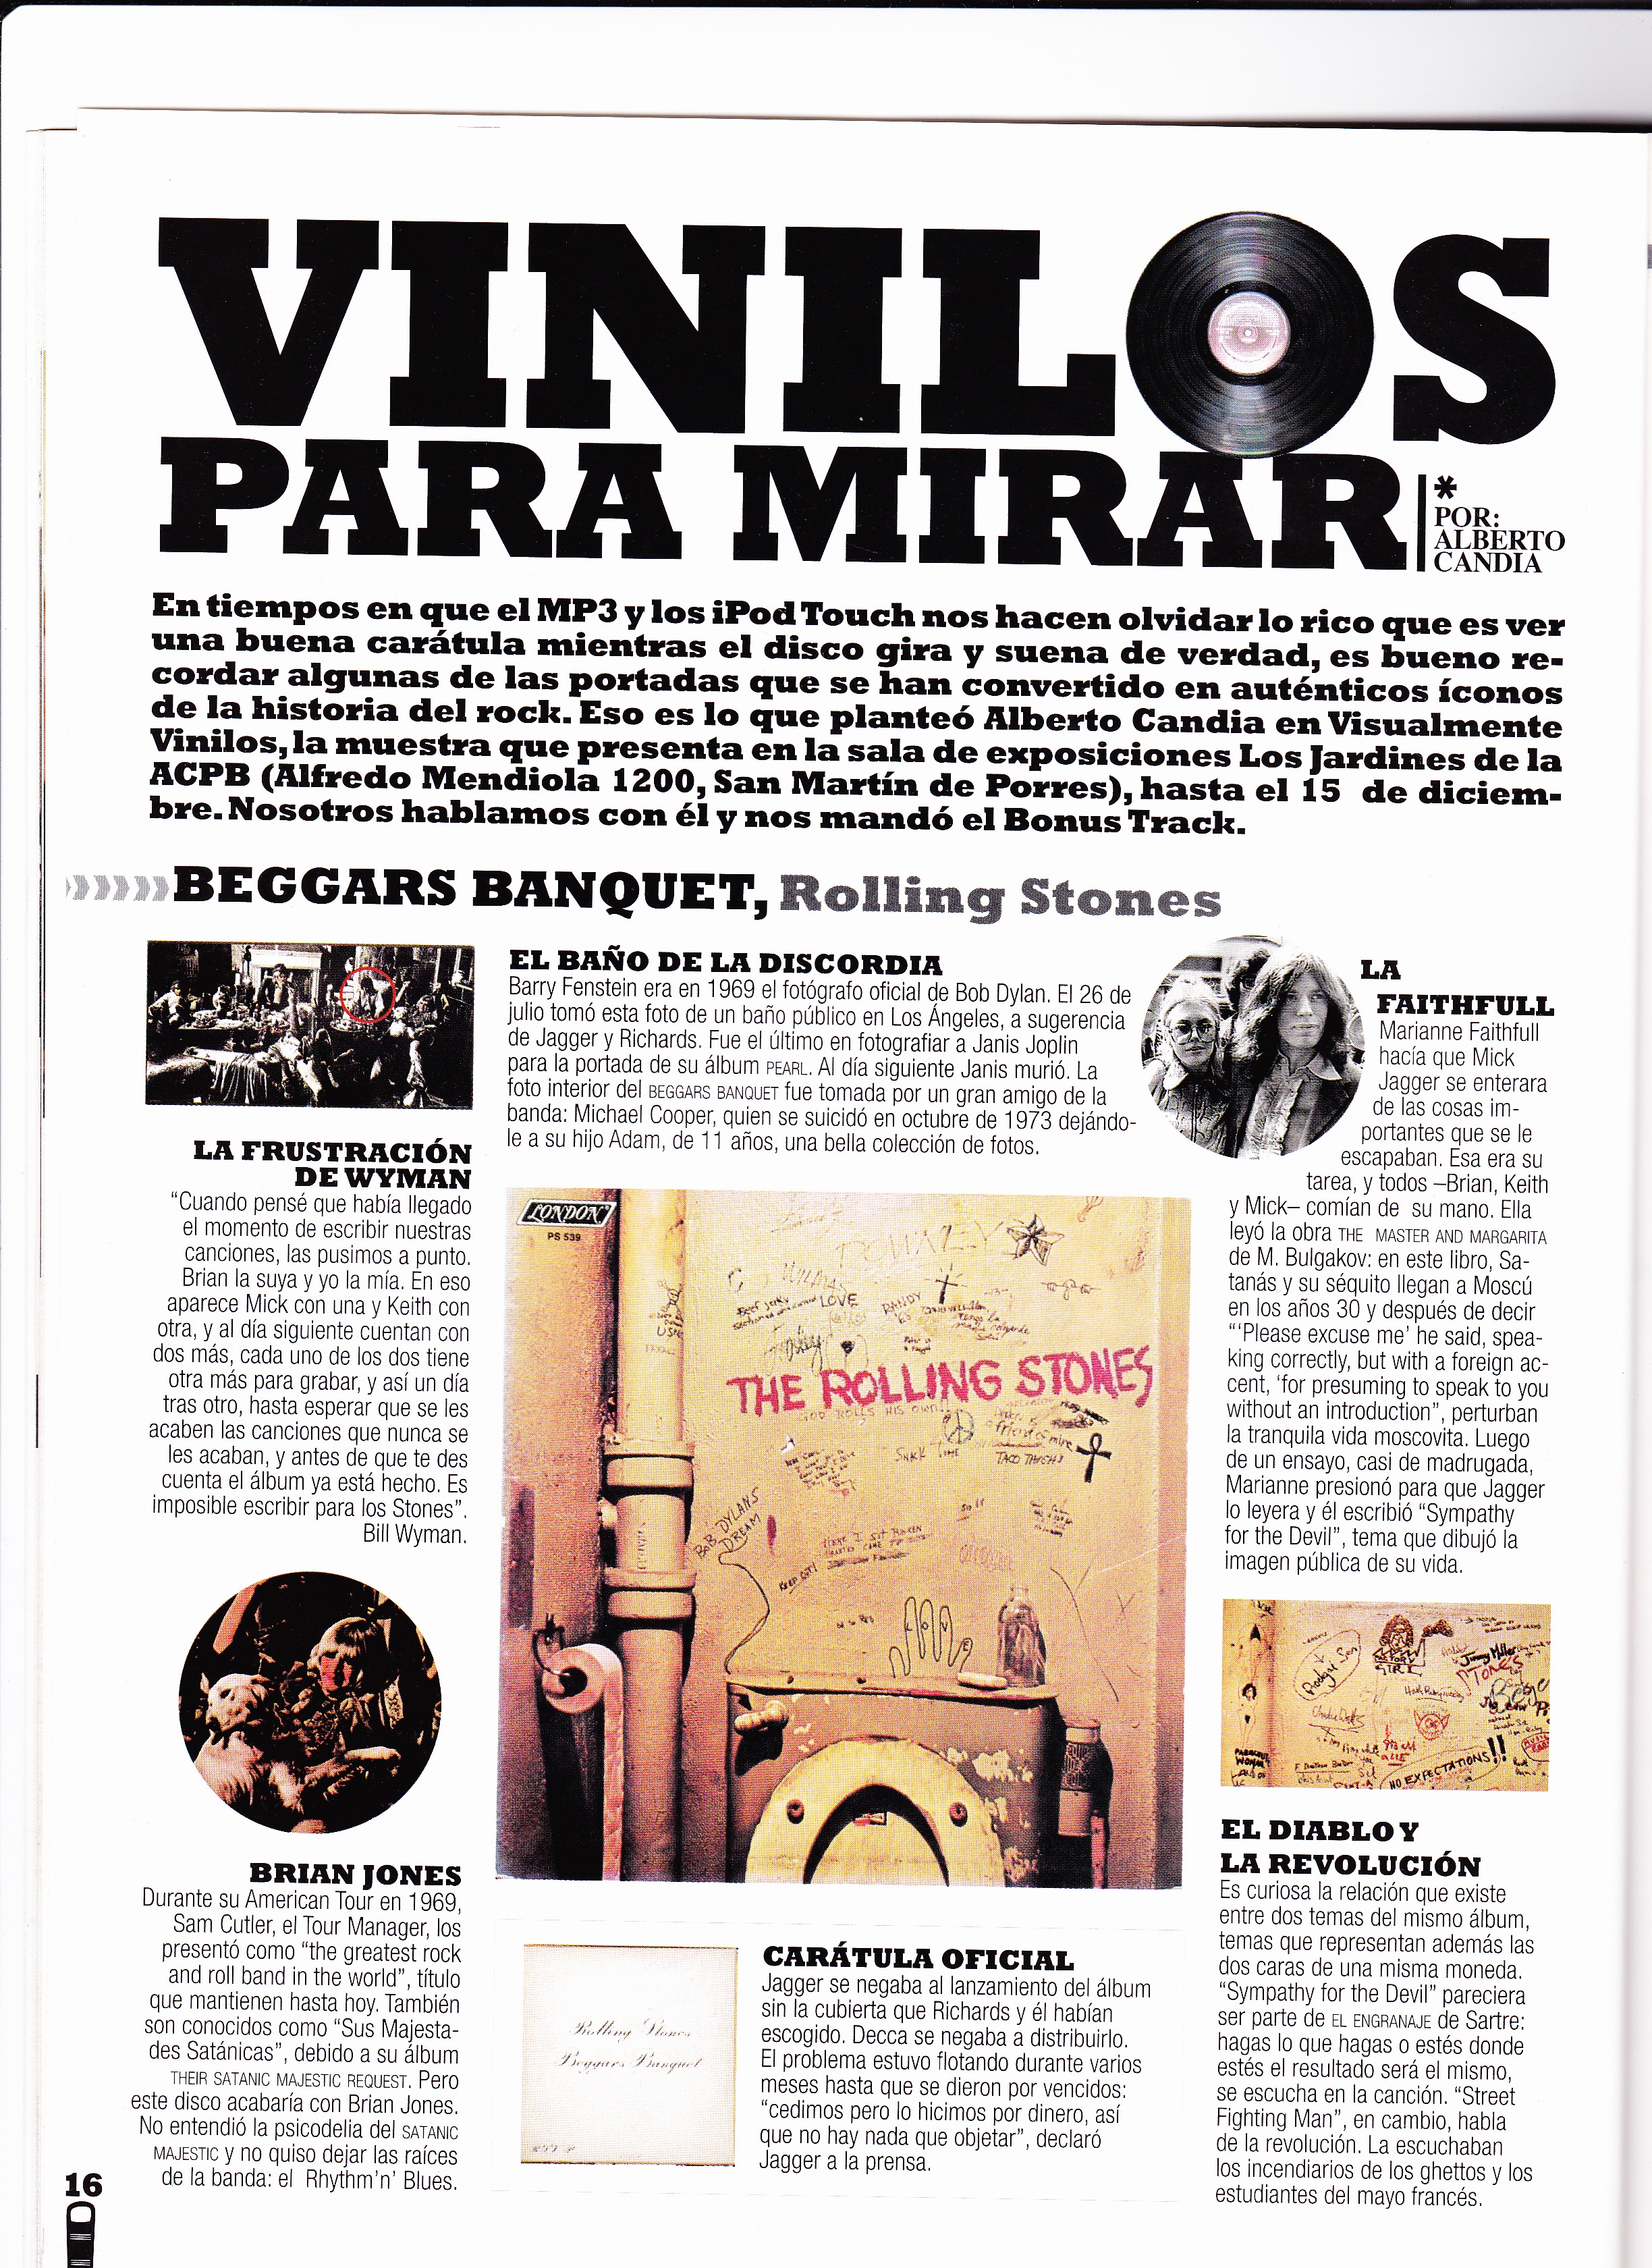 VINILOS
PARA MIRAR
*
POR:
ALBERTO
CANDIA
En tiempos en que el MP3 y los iPod Touch nos hacen olvidar lo rico que es ver
una buena carátula mientras el disco gira y suena de verdad, es bueno re-
cordar algunas de las portadas que se han convertido en auténticos íconos
de la historia del rock. Eso es lo que planteó Alberto Candia en Visualmente
Vinilos, la muestra que presenta en la sala de exposiciones Los Jardines de la
ACPB (Alfredo Mendiola 1200, San Martín de Porres), hasta el 15 de diciem-
bre. Nosotros hablamos con él y nos mandó el Bonus Track.
BEGGARS BANQUET, Rolling Stones
LA FRUSTRACIÓN
DE WYMAN
"Cuando pensé que había llegado
el momento de escribir nuestras
canciones, las pusimos a punto.
Brian la suya y yo la mía. En eso
aparece Mick con una y Keith con
otra, y al día siguiente cuentan con
dos más, cada uno de los dos tiene
otra más para grabar, y así un día
tras otro, hasta esperar que se les
acaben las canciones que nunca se
les acaban, y antes de que te des
cuenta el álbum ya está hecho. Es
imposible escribir para los Stones".
Bill Wyman.
BRIAN JONES
Durante su American Tour en 1969,
Sam Cutler, el Tour Manager, los
presentó como "the greatest rock
and roll band in the world", título
que mantienen hasta hoy. También
son conocidos como "Sus Majesta-
des Satánicas", debido a su álbum
THEIR SATANIC MAJESTIC REQUEST. Pero
este disco acabaría con Brian Jones.
No entendió la psicodelia del SATANIC
MAJESTIC y no quiso dejar las raíces
de la banda: el Rhythm'n' Blues.
EL BAÑO DE LA DISCORDIA
Barry Fenstein era en 1969 el fotógrafo oficial de Bob Dylan. El 26 de
julio tomó esta foto de un baño público en Los Ángeles, a sugerencia
de Jagger y Richards. Fue el último en fotografiar a Janis Joplin
para la portada de su álbum PEARL. Al día siguiente Janis murió. La
foto interior del BEGGARS BANQUET fue tomada por un gran amigo de la
banda: Michael Cooper, quien se suicidó en octubre de 1973 dejándo-
le a su hijo Adam, de 11 años, una bella colección de fotos.
LONDON
PS 539
LOVE
RANDY
THE ROLLING STONES
GOD ROLLS HIS OWN
BOB DYLANS
DREAM
Rolling Stones
Beggars Banquet
CARÁTULA OFICIAL
Jagger se negaba al lanzamiento del álbum
sin la cubierta que Richards y él habían
escogido. Decca se negaba a distribuirlo.
El problema estuvo flotando durante varios
meses hasta que se dieron por vencidos:
"cedimos pero lo hicimos por dinero, así
que no hay nada que objetar", declaró
Jagger a la prensa.
LA
FAITHFULL
Marianne Faithfull
hacía que Mick
Jagger se enterara
de las cosas im-
portantes que se le
escapaban. Esa era su
tarea, y todos –Brian, Keith
y Mick– comían de su mano. Ella
leyó la obra THE MASTER AND MARGARITA
de M. Bulgakov: en este libro, Sa-
tanás y su séquito llegan a Moscú
en los años 30 y después de decir
"'Please excuse me' he said, spea-
king correctly, but with a foreign ac-
cent, 'for presuming to speak to you
without an introduction", perturban
la tranquila vida moscovita. Luego
de un ensayo, casi de madrugada,
Marianne presionó para que Jagger
lo leyera y él escribió "Sympathy
for the Devil", tema que dibujó la
imagen pública de su vida.
Jimmy Miller
STONES
NO EXPECTATIONS!!
EL DIABLO Y
LA REVOLUCIÓN
Es curiosa la relación que existe
entre dos temas del mismo álbum,
temas que representan además las
dos caras de una misma moneda.
"Sympathy for the Devil" pareciera
ser parte de EL ENGRANAJE de Sartre:
hagas lo que hagas o estés donde
estés el resultado será el mismo,
se escucha en la canción. "Street
Fighting Man", en cambio, habla
de la revolución. La escuchaban
los incendiarios de los ghettos y los
estudiantes del mayo francés.
16